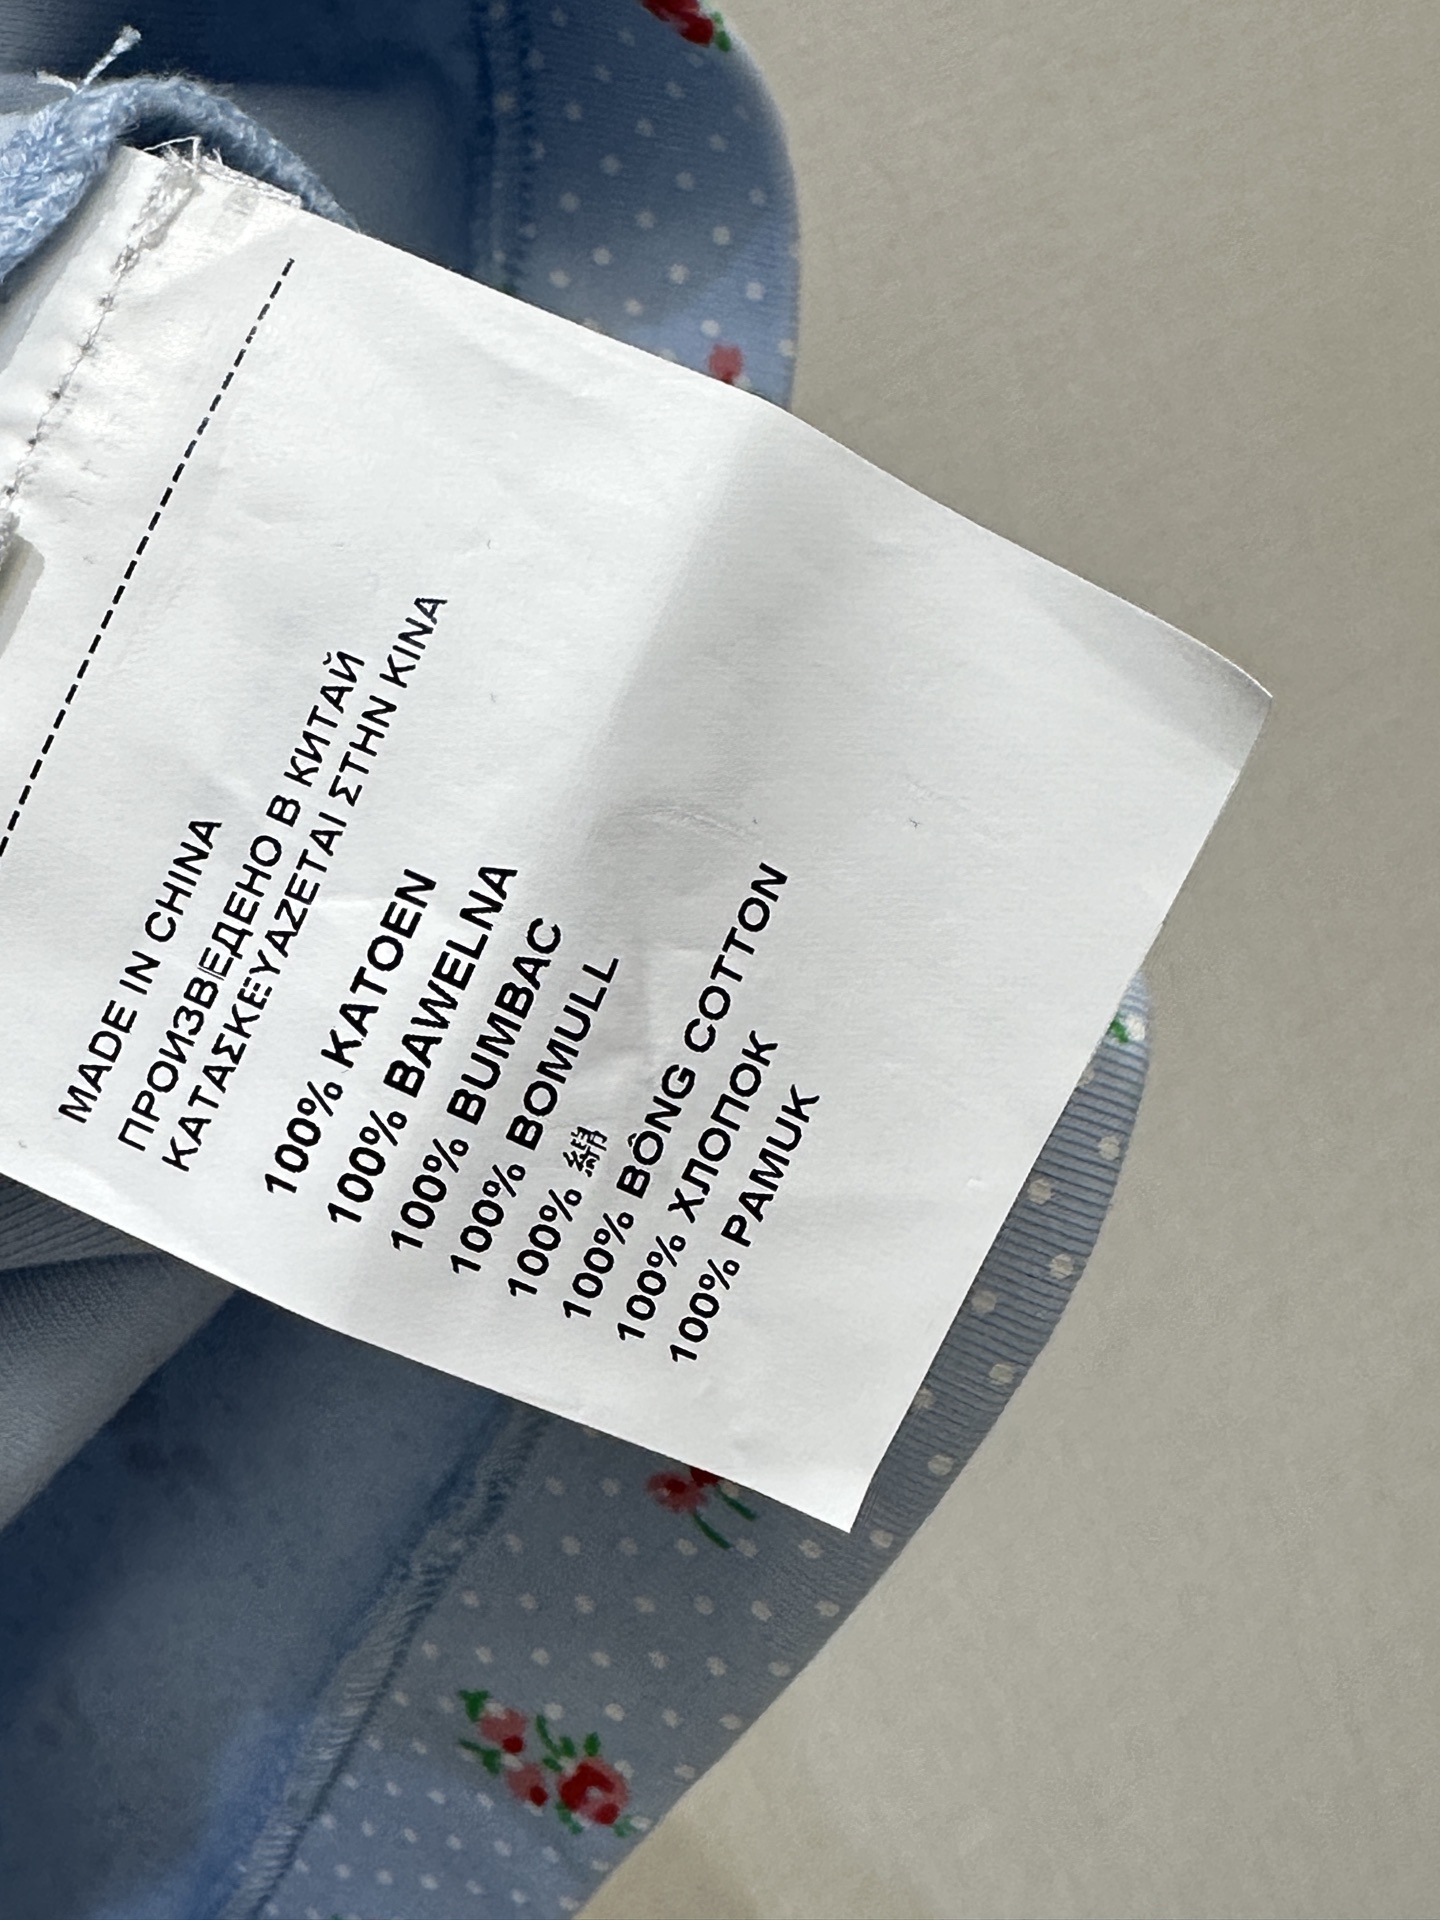 MADE IN CHINA
ПРОИЗВЕДЕНО В КИТАЙ
ΚΑΤΑΣΚΕΥΑΖΕΤΑΙ ΣΤΗΝ ΚΙΝΑ
100% KATOEN
100% BAWEŁNA
100% BUMBAC
100% BOMULL
100% 綿
100% BÔNG COTTON
100% ХЛОПОК
100% PAMUK